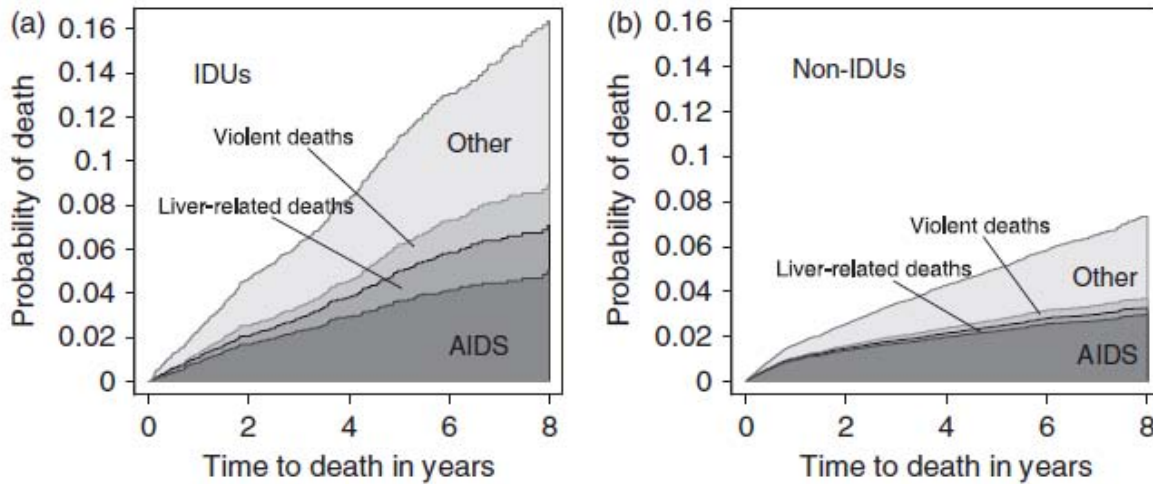 (a)
Probability of death
0.16
0.14
0.12
0.1
0.08
0.06
0.04
0.02
0
IDUs
Violent deaths
Other
Liver-related deaths
AIDS
0 2 4 6 8
Time to death in years
(b)
Probability of death
0.16
0.14
0.12
0.1
0.08
0.06
0.04
0.02
0
Non-IDUs
Violent deaths
Liver-related deaths
Other
AIDS
0 2 4 6 8
Time to death in years